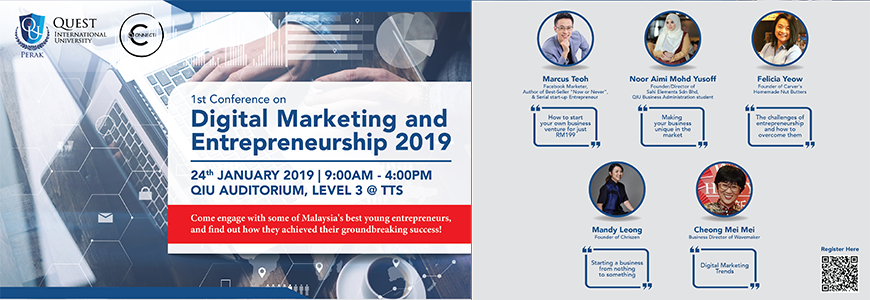 QUEST
INTERNATIONAL
UNIVERSITY
PERAK
QIU
CONNECT
1st Conference on
Digital Marketing and
Entrepreneurship 2019
24th JANUARY 2019 | 9:00AM - 4:00PM
QIU AUDITORIUM, LEVEL 3 @ TTS
Come engage with some of Malaysia's best young entrepreneurs,
and find out how they achieved their groundbreaking success!
Marcus Teoh
Facebook Marketer,
Author of Best-Seller "Now or Never",
& Serial start-up Entrepreneur
How to start
your own business
venture for just
RM199
Noor Aimi Mohd Yusoff
Founder/Director of
Sahi Elements Sdn Bhd,
QIU Business Administration student
Making
your business
unique in the
market
Felicia Yeow
Founder of Carver's
Homemade Nut Butters
The challenges of
entrepreneurship
and how to
overcome them
Mandy Leong
Founder of Chriszen
Starting a business
from nothing
to something
Cheong Mei Mei
Business Director of Wavemaker
Digital Marketing
Trends
Register Here